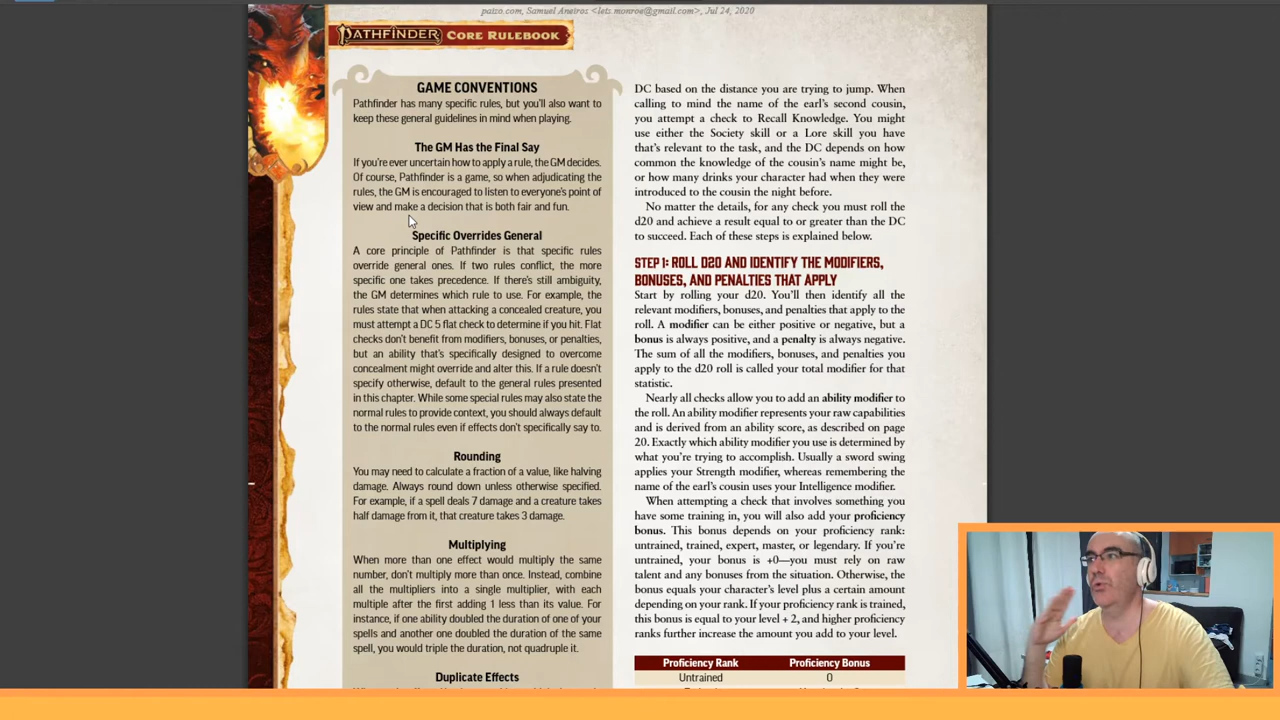 paizo.com, Samuel Aneiros <lets.monroe@gmail.com>, Jul 24, 2020
PATHFINDER CORE RULEBOOK
GAME CONVENTIONS
Pathfinder has many specific rules, but you'll also want to
keep these general guidelines in mind when playing.
The GM Has the Final Say
If you're ever uncertain how to apply a rule, the GM decides.
Of course, Pathfinder is a game, so when adjudicating the
rules, the GM is encouraged to listen to everyone's point of
view and make a decision that is both fair and fun.
Specific Overrides General
A core principle of Pathfinder is that specific rules
override general ones. If two rules conflict, the more
specific one takes precedence. If there's still ambiguity,
the GM determines which rule to use. For example, the
rules state that when attacking a concealed creature, you
must attempt a DC 5 flat check to determine if you hit. Flat
checks don't benefit from modifiers, bonuses, or penalties,
but an ability that's specifically designed to overcome
concealment might override and alter this. If a rule doesn't
specify otherwise, default to the general rules presented
in this chapter. While some special rules may also state the
normal rules to provide context, you should always default
to the normal rules even if effects don't specifically say to.
Rounding
You may need to calculate a fraction of a value, like halving
damage. Always round down unless otherwise specified.
For example, if a spell deals 7 damage and a creature takes
half damage from it, that creature takes 3 damage.
Multiplying
When more than one effect would multiply the same
number, don't multiply more than once. Instead, combine
all the multipliers into a single multiplier, with each
multiple after the first adding 1 less than its value. For
instance, if one ability doubled the duration of one of your
spells and another one doubled the duration of the same
spell, you would triple the duration, not quadruple it.
Duplicate Effects
DC based on the distance you are trying to jump. When
calling to mind the name of the earl's second cousin,
you attempt a check to Recall Knowledge. You might
use either the Society skill or a Lore skill you have
that's relevant to the task, and the DC depends on how
common the knowledge of the cousin's name might be,
or how many drinks your character had when they were
introduced to the cousin the night before.
No matter the details, for any check you must roll the
d20 and achieve a result equal to or greater than the DC
to succeed. Each of these steps is explained below.
STEP 1: ROLL D20 AND IDENTIFY THE MODIFIERS,
BONUSES, AND PENALTIES THAT APPLY
Start by rolling your d20. You'll then identify all the
relevant modifiers, bonuses, and penalties that apply to the
roll. A modifier can be either positive or negative, but a
bonus is always positive, and a penalty is always negative.
The sum of all the modifiers, bonuses, and penalties you
apply to the d20 roll is called your total modifier for that
statistic.
Nearly all checks allow you to add an ability modifier to
the roll. An ability modifier represents your raw capabilities
and is derived from an ability score, as described on page
20. Exactly which ability modifier you use is determined by
what you're trying to accomplish. Usually a sword swing
applies your Strength modifier, whereas remembering the
name of the earl's cousin uses your Intelligence modifier.
When attempting a check that involves something you
have some training in, you will also add your proficiency
bonus. This bonus depends on your proficiency rank:
untrained, trained, expert, master, or legendary. If you're
untrained, your bonus is +0—you must rely on raw
talent and any bonuses from the situation. Otherwise, the
bonus equals your character's level plus a certain amount
depending on your rank. If your proficiency rank is trained,
this bonus is equal to your level + 2, and higher proficiency
ranks further increase the amount you add to your level.
Proficiency Rank Proficiency Bonus
Untrained 0